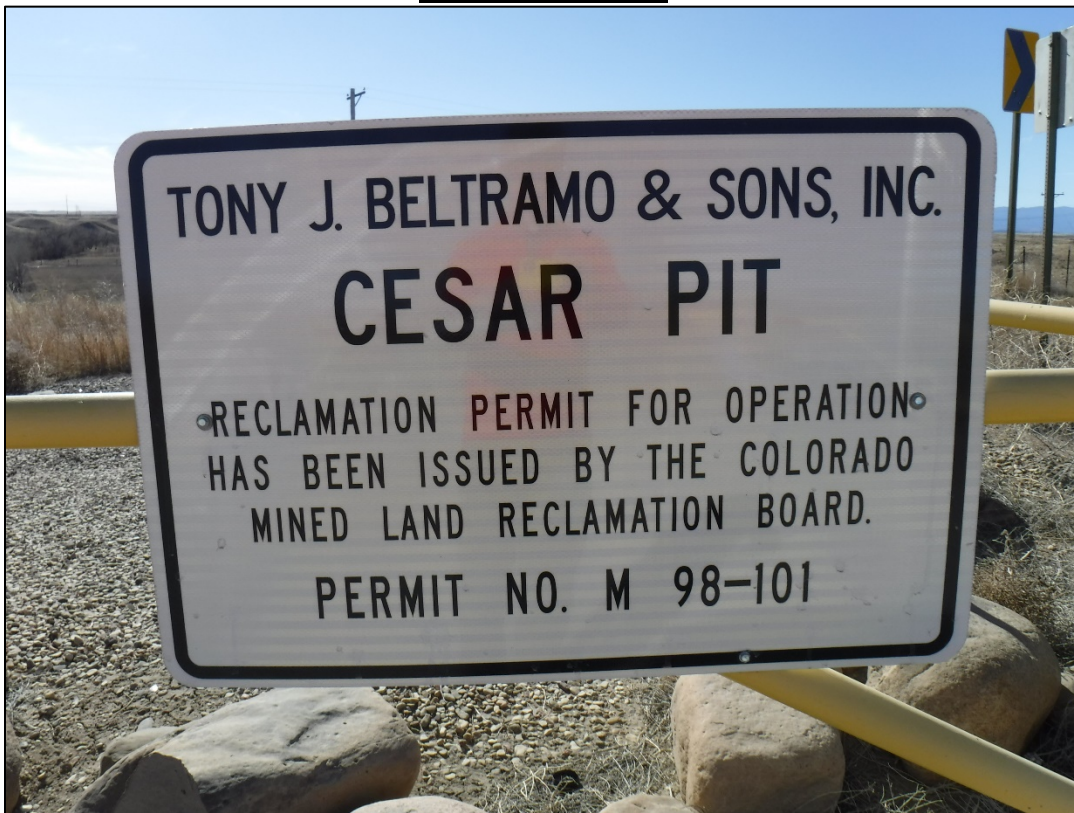 TONY J. BELTRAMO & SONS, INC.
CESAR PIT
RECLAMATION PERMIT FOR OPERATION
HAS BEEN ISSUED BY THE COLORADO
MINED LAND RECLAMATION BOARD.
PERMIT NO. M 98-101